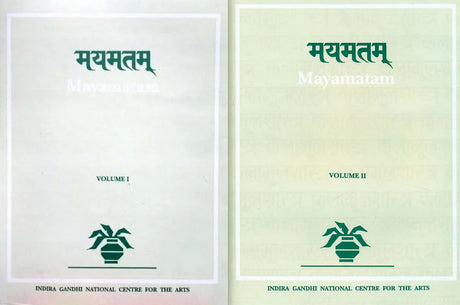 मयमतम्
Mayamatam
VOLUME I
INDIRA GANDHI NATIONAL CENTRE FOR THE ARTS
मयमतम्
Mayamatam
VOLUME II
INDIRA GANDHI NATIONAL CENTRE FOR THE ARTS